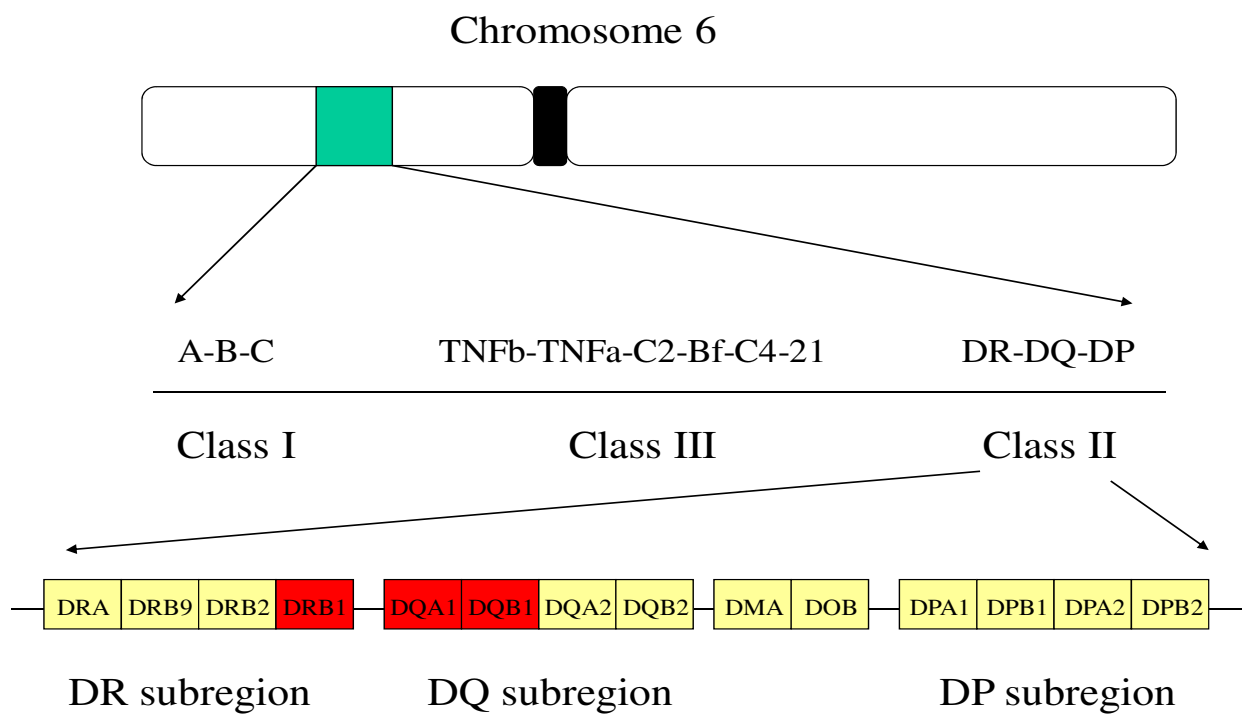 Chromosome 6
A-B-C TNFb-TNFa-C2-Bf-C4-21 DR-DQ-DP
Class I Class III Class II
DRA DRB9 DRB2 DRB1 DQA1 DQB1 DQA2 DQB2 DMA DOB DPA1 DPB1 DPA2 DPB2
DR subregion DQ subregion DP subregion